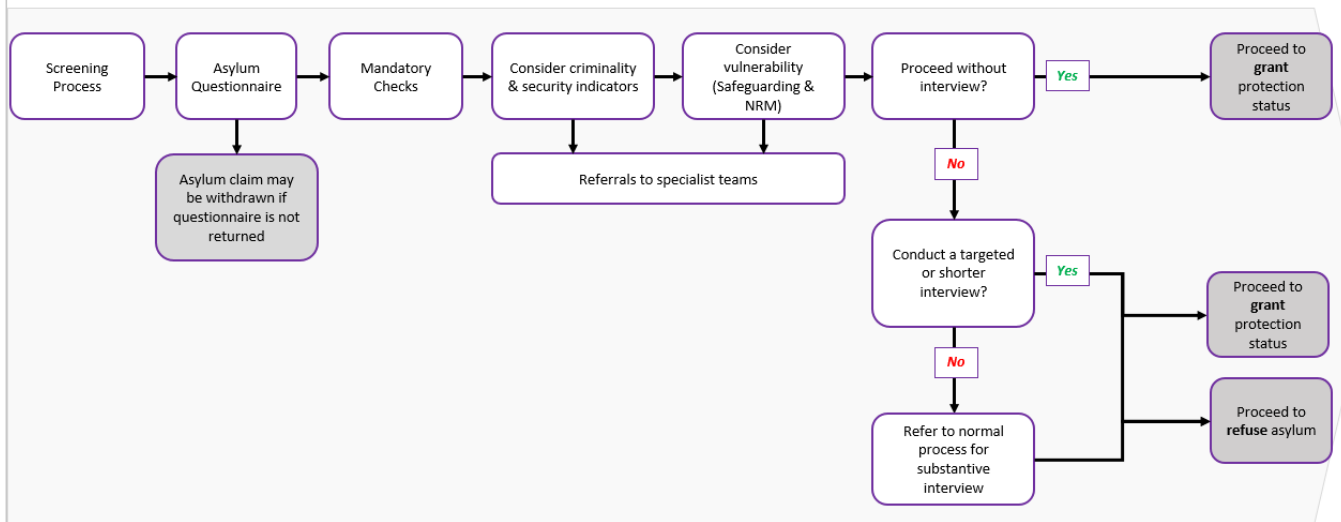 Screening
Process
Asylum
Questionnaire
Mandatory
Checks
Consider criminality
& security indicators
Consider
vulnerability
(Safeguarding &
NRM)
Proceed without
interview?
Yes
Proceed to
grant
protection
status
Asylum claim may
be withdrawn if
questionnaire is not
returned
Referrals to specialist teams
No
Conduct a targeted
or shorter
interview?
Yes
Proceed to
grant
protection
status
No
Proceed to
refuse asylum
Refer to normal
process for
substantive
interview